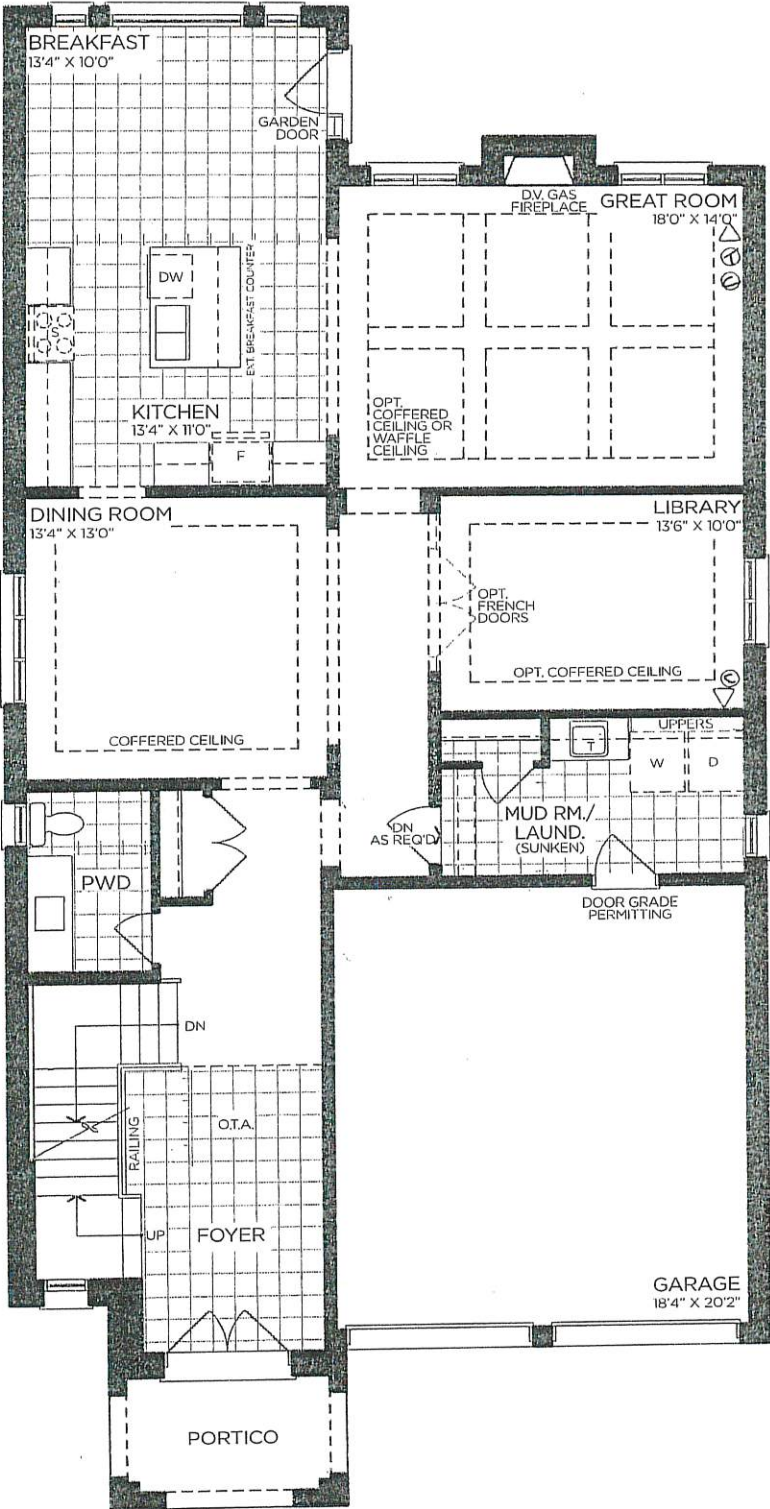 BREAKFAST
13'4" X 10'0"
GARDEN
DOOR
D.V. GAS
FIREPLACE
GREAT ROOM
18'0" X 14'0"
T
C
DW
EXT. BREAKFAST COUNTER
S
OPT.
COFFERED
CEILING OR
WAFFLE
CEILING
KITCHEN
13'4" X 11'0"
F
DINING ROOM
13'4" X 13'0"
LIBRARY
13'6" X 10'0"
OPT.
FRENCH
DOORS
OPT. COFFERED CEILING
C
COFFERED CEILING
UPPERS
T
W
D
MUD RM./
LAUND.
(SUNKEN)
DN
AS REQ'D
PWD
DOOR GRADE
PERMITTING
DN
O.T.A.
RAILING
UP
FOYER
GARAGE
18'4" X 20'2"
PORTICO